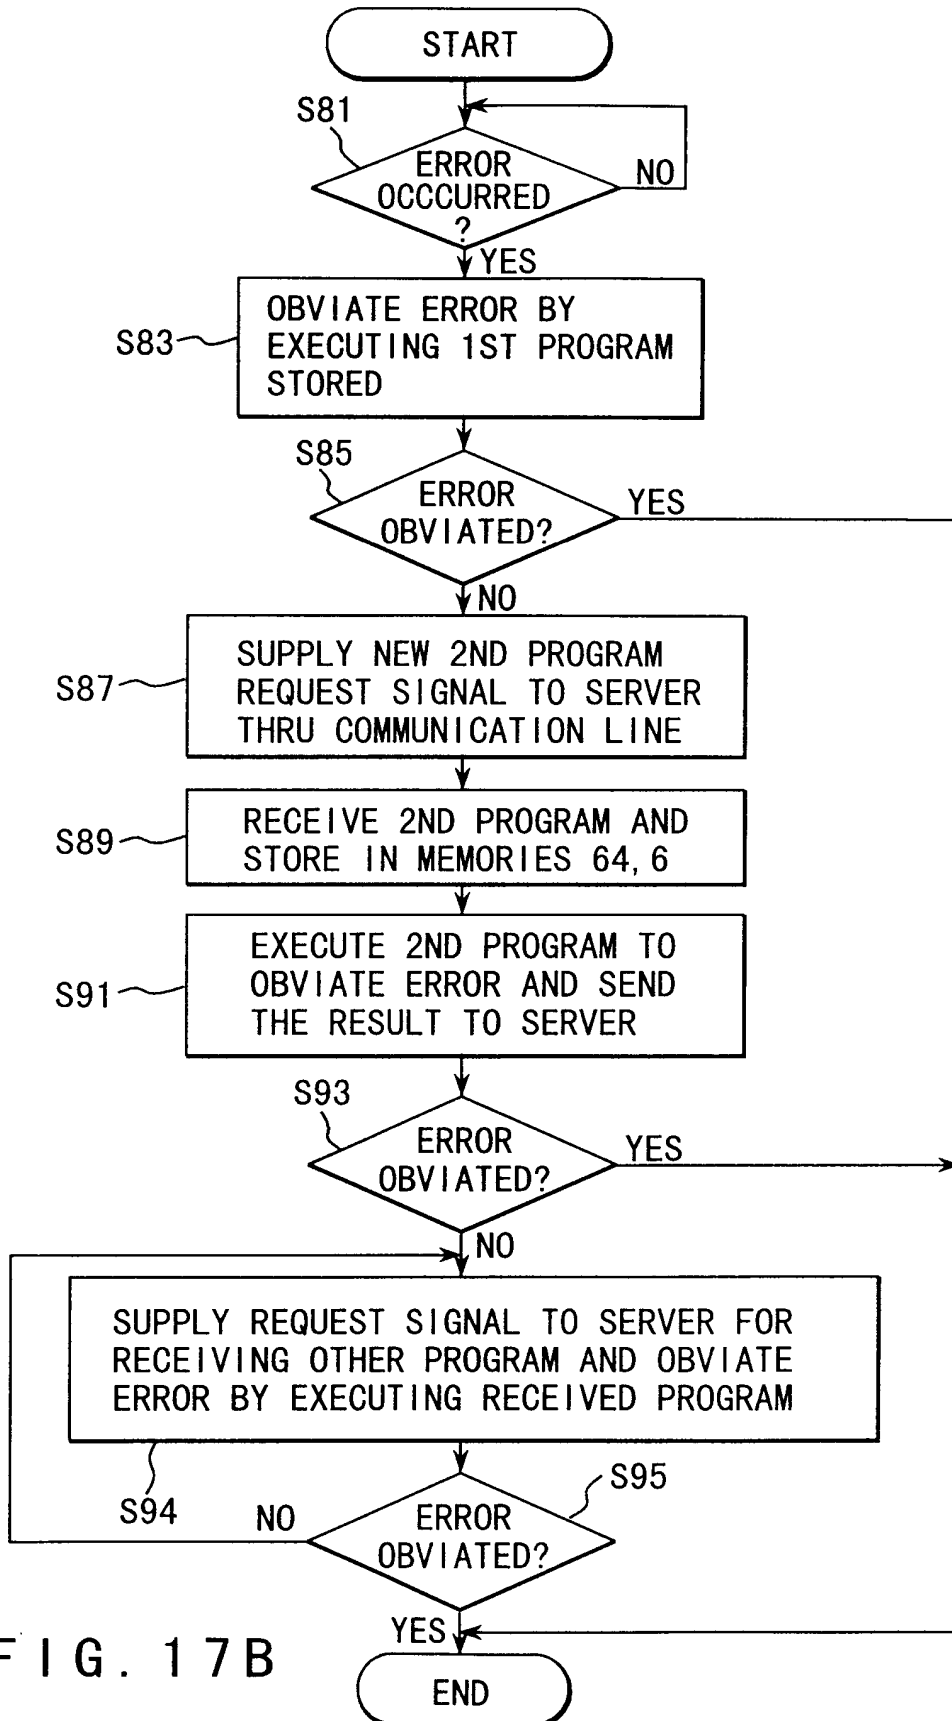 START
S81
ERROR
OCCCURRED
?
NO
YES
S83
OBVIATE ERROR BY
EXECUTING 1ST PROGRAM
STORED
S85
ERROR
OBVIATED?
YES
NO
S87
SUPPLY NEW 2ND PROGRAM
REQUEST SIGNAL TO SERVER
THRU COMMUNICATION LINE
S89
RECEIVE 2ND PROGRAM AND
STORE IN MEMORIES 64, 6
S91
EXECUTE 2ND PROGRAM TO
OBVIATE ERROR AND SEND
THE RESULT TO SERVER
S93
ERROR
OBVIATED?
YES
NO
SUPPLY REQUEST SIGNAL TO SERVER FOR
RECEIVING OTHER PROGRAM AND OBVIATE
ERROR BY EXECUTING RECEIVED PROGRAM
S94
S95
NO
ERROR
OBVIATED?
YES
FIG. 17B
END